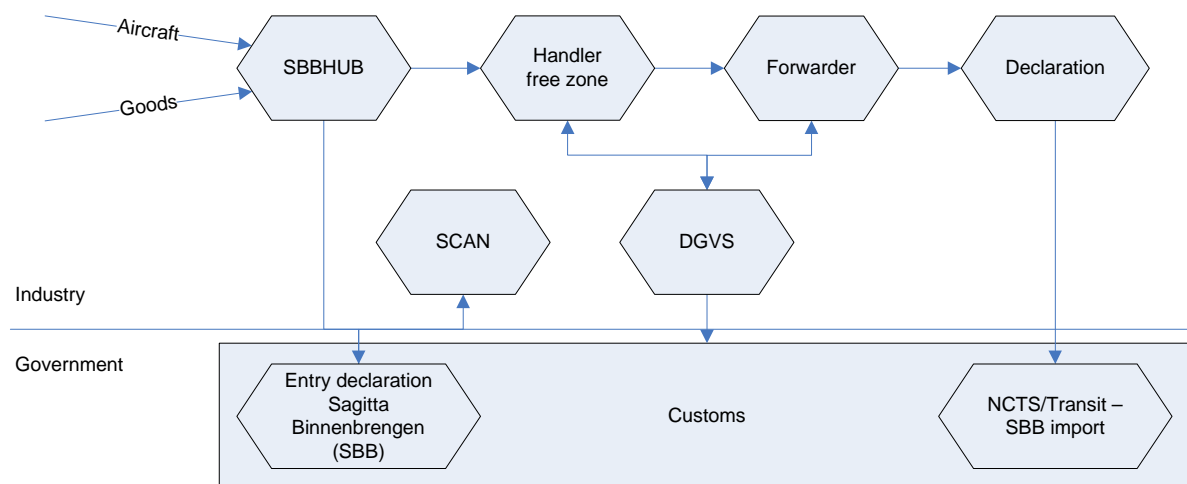 Aircraft
Goods
SBBHUB
Handler
free zone
Forwarder
Declaration
SCAN
DGVS
Industry
Government
Entry declaration
Sagitta
Binnenbrengen
(SBB)
Customs
NCTS/Transit –
SBB import